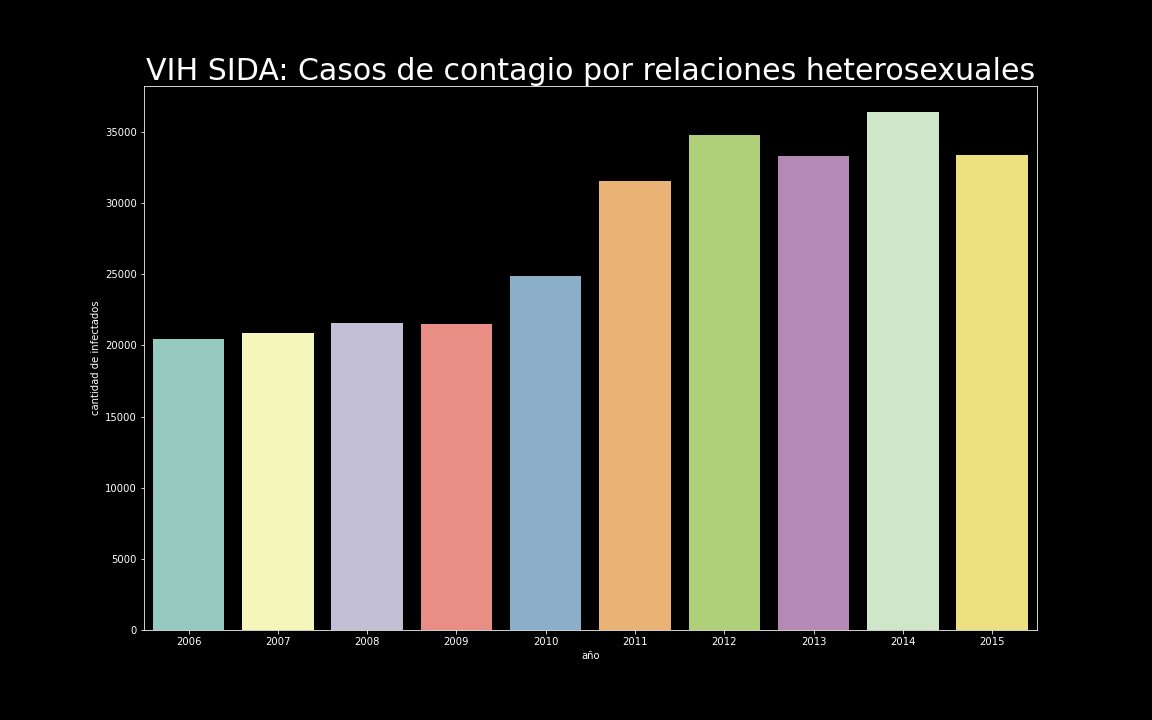 VIH SIDA: Casos de contagio por relaciones heterosexuales
35000
30000
25000
20000
15000
10000
5000
0
cantidad de infectados
2006 2007 2008 2009 2010 2011 2012 2013 2014 2015
año